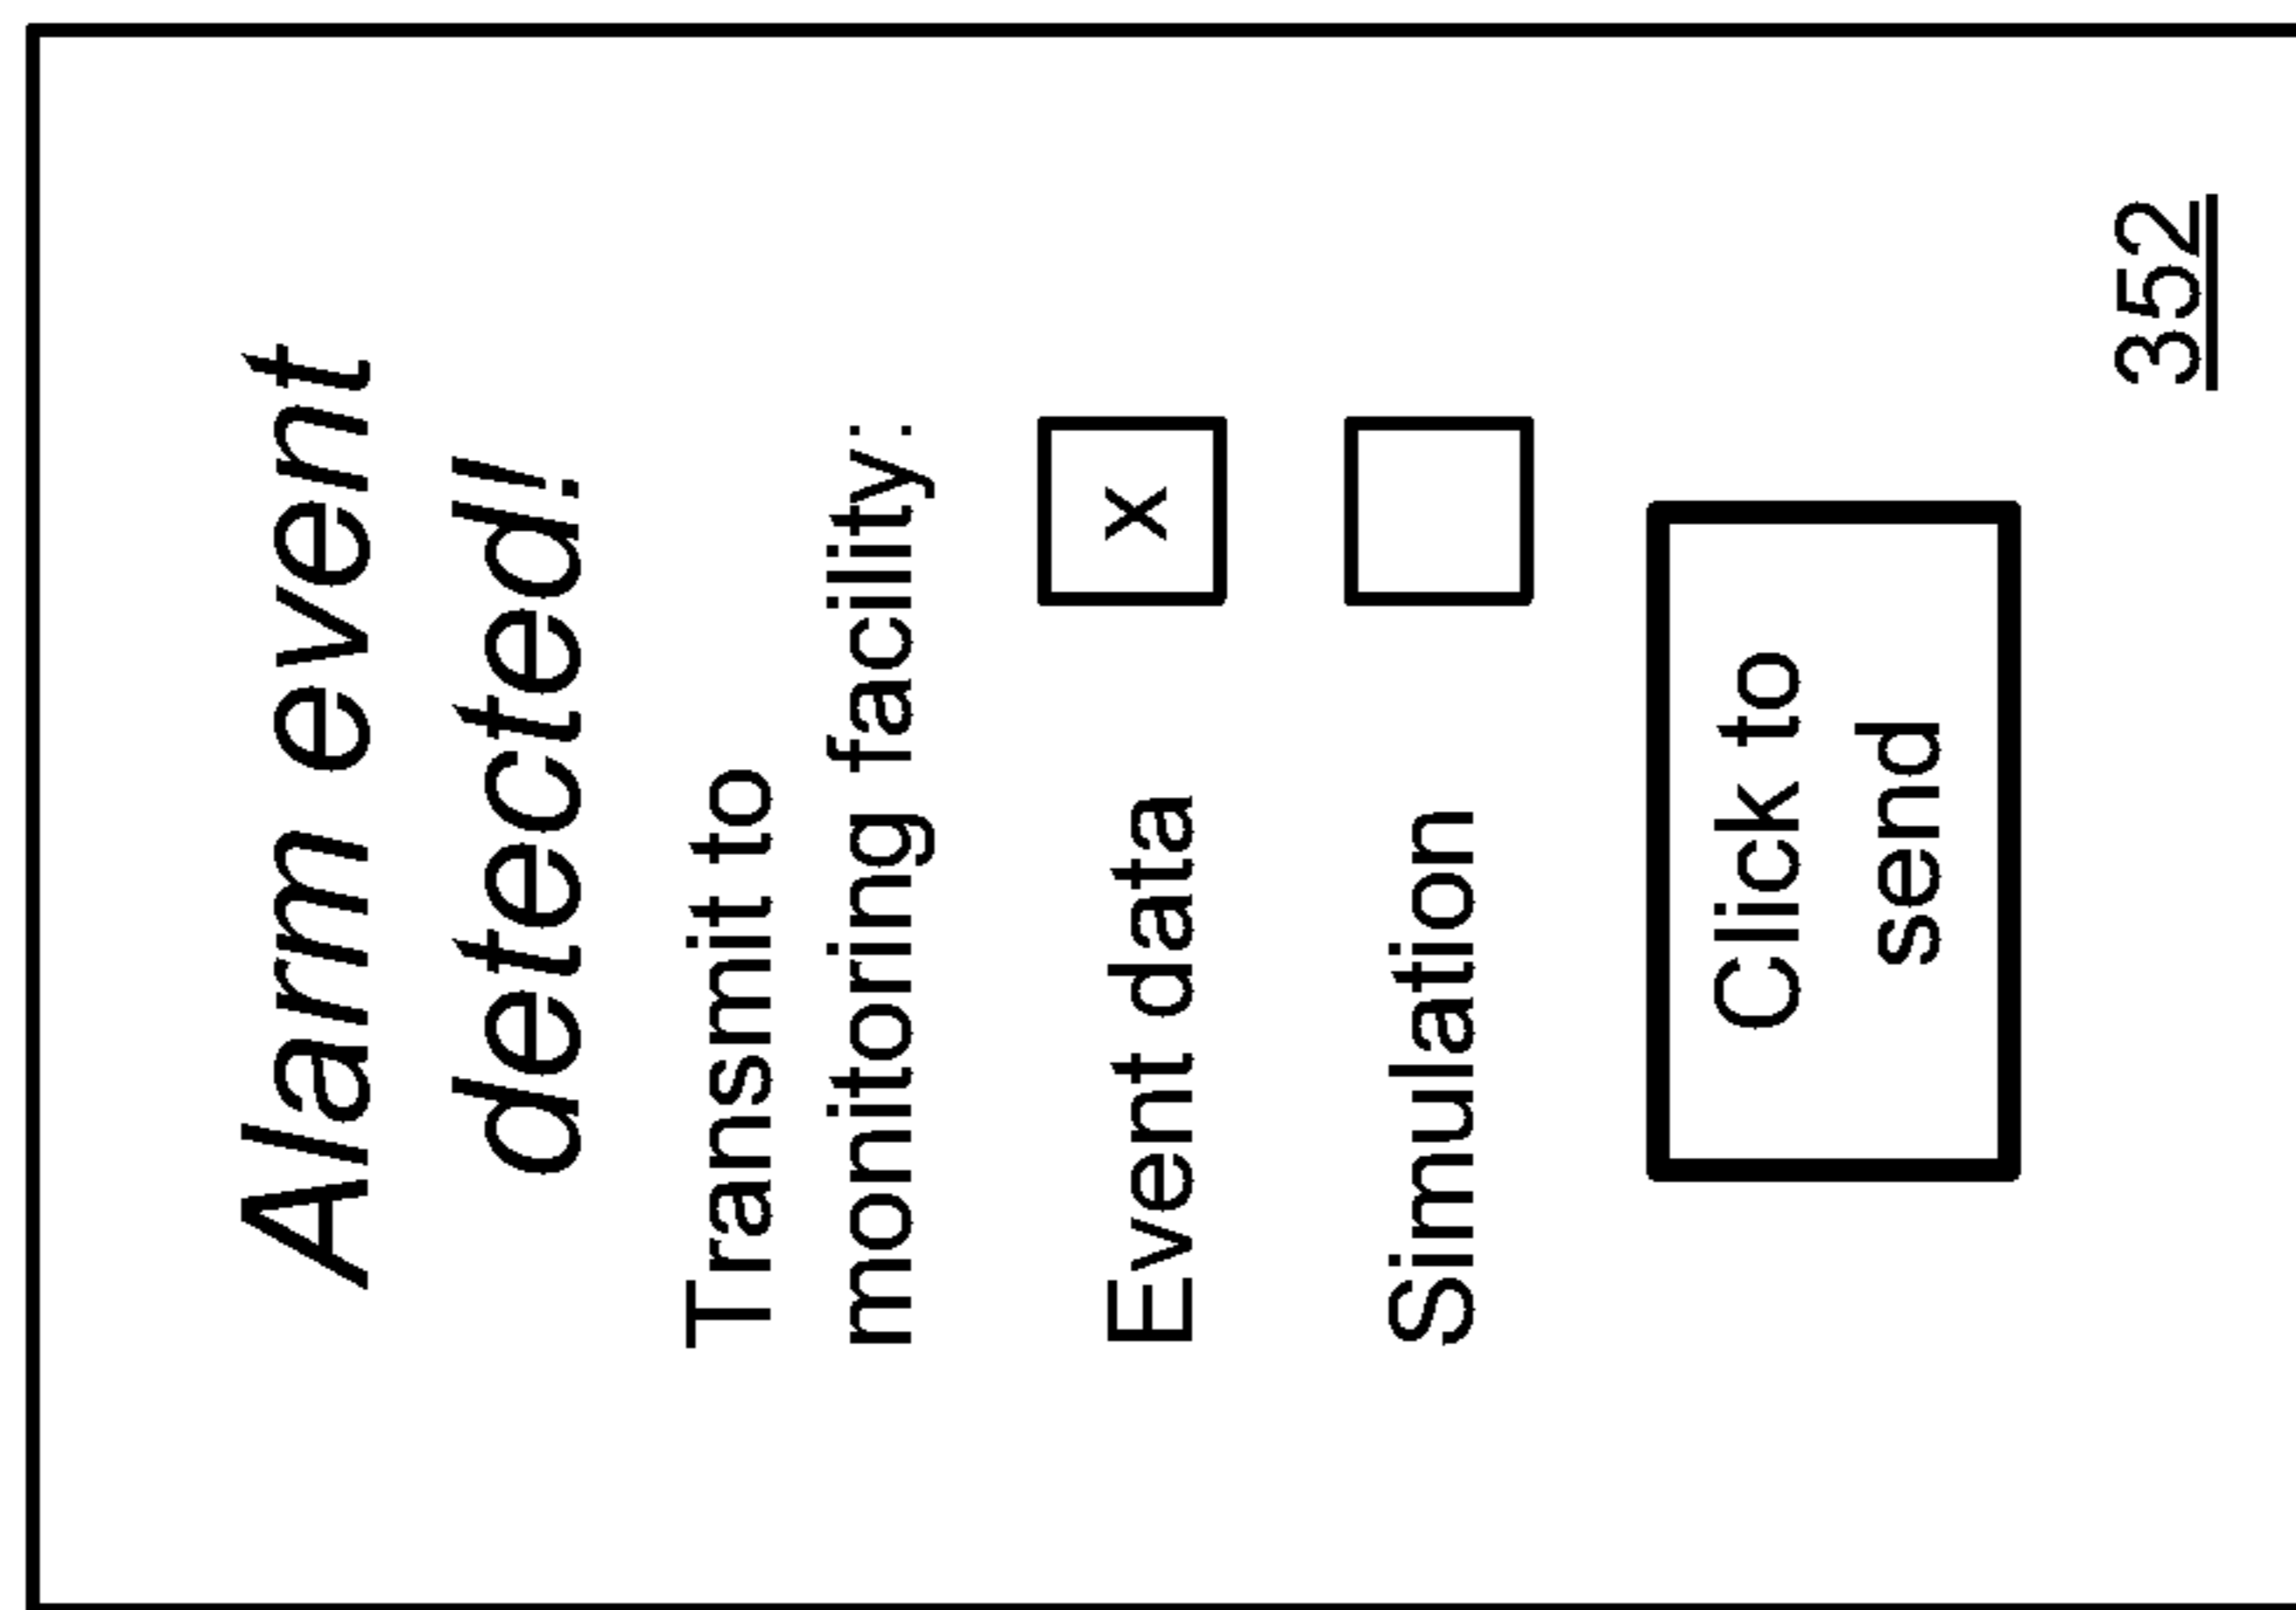 Alarm event
detected!
Transmit to
monitoring facility:
Event data x
Simulation
Click to
send
352